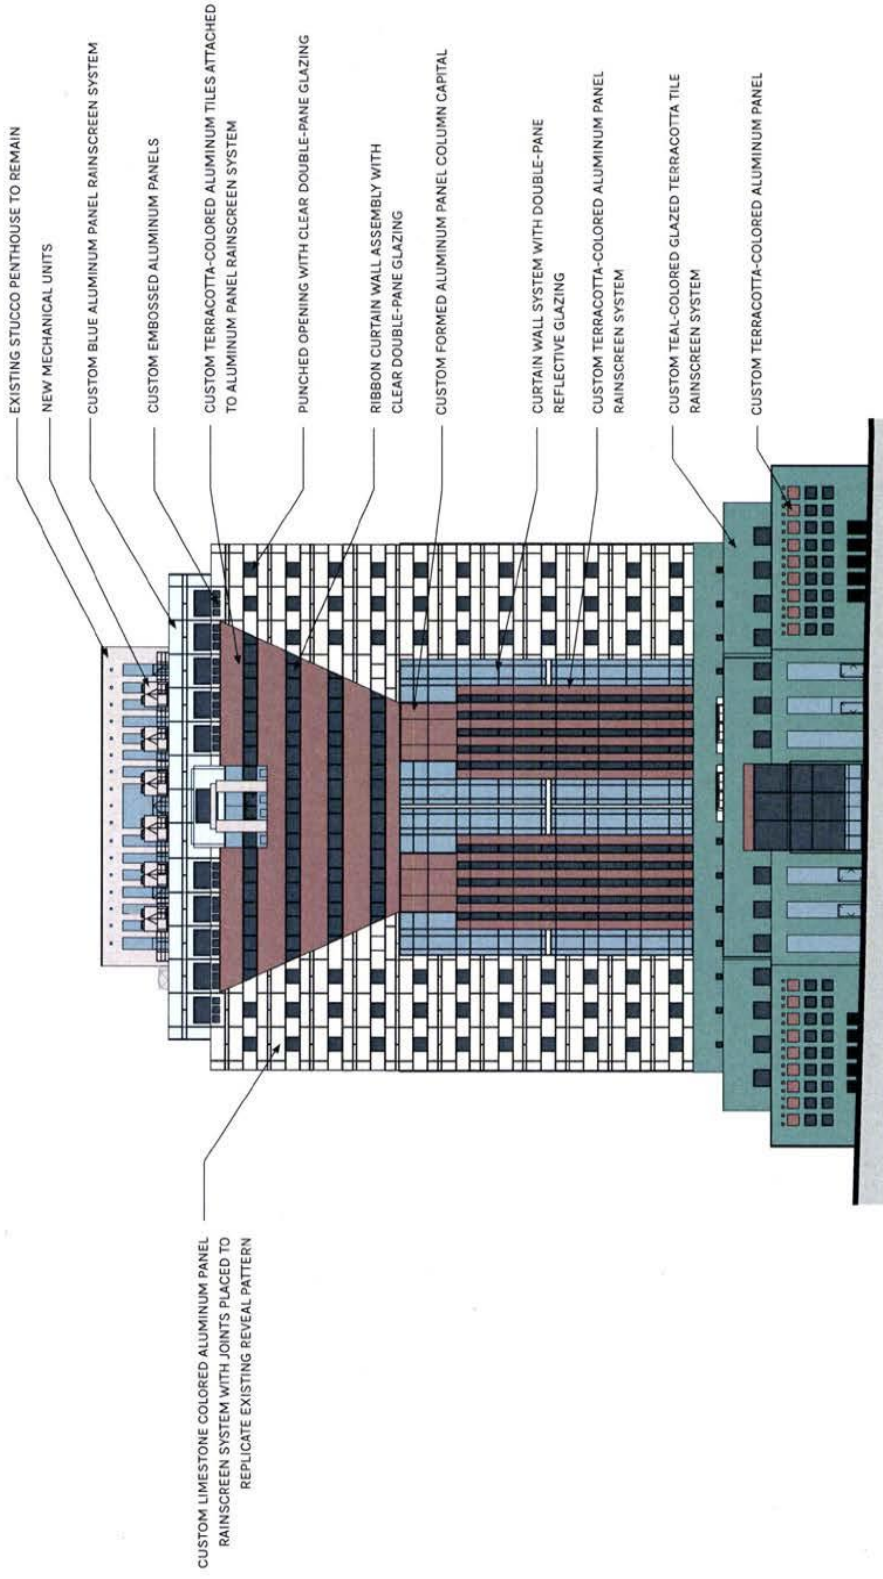 EXISTING STUCCO PENTHOUSE TO REMAIN
NEW MECHANICAL UNITS
CUSTOM BLUE ALUMINUM PANEL RAINSCREEN SYSTEM
CUSTOM EMBOSSED ALUMINUM PANELS
CUSTOM TERRACOTTA-COLORED ALUMINUM TILES ATTACHED
TO ALUMINUM PANEL RAINSCREEN SYSTEM
PUNCHED OPENING WITH CLEAR DOUBLE-PANE GLAZING
RIBBON CURTAIN WALL ASSEMBLY WITH
CLEAR DOUBLE-PANE GLAZING
CUSTOM FORMED ALUMINUM PANEL COLUMN CAPITAL
CURTAIN WALL SYSTEM WITH DOUBLE-PANE
REFLECTIVE GLAZING
CUSTOM TERRACOTTA-COLORED ALUMINUM PANEL
RAINSCREEN SYSTEM
CUSTOM TEAL-COLORED GLAZED TERRACOTTA TILE
RAINSCREEN SYSTEM
CUSTOM TERRACOTTA-COLORED ALUMINUM PANEL
CUSTOM LIMESTONE COLORED ALUMINUM PANEL
RAINSCREEN SYSTEM WITH JOINTS PLACED TO
REPLICATE EXISTING REVEAL PATTERN